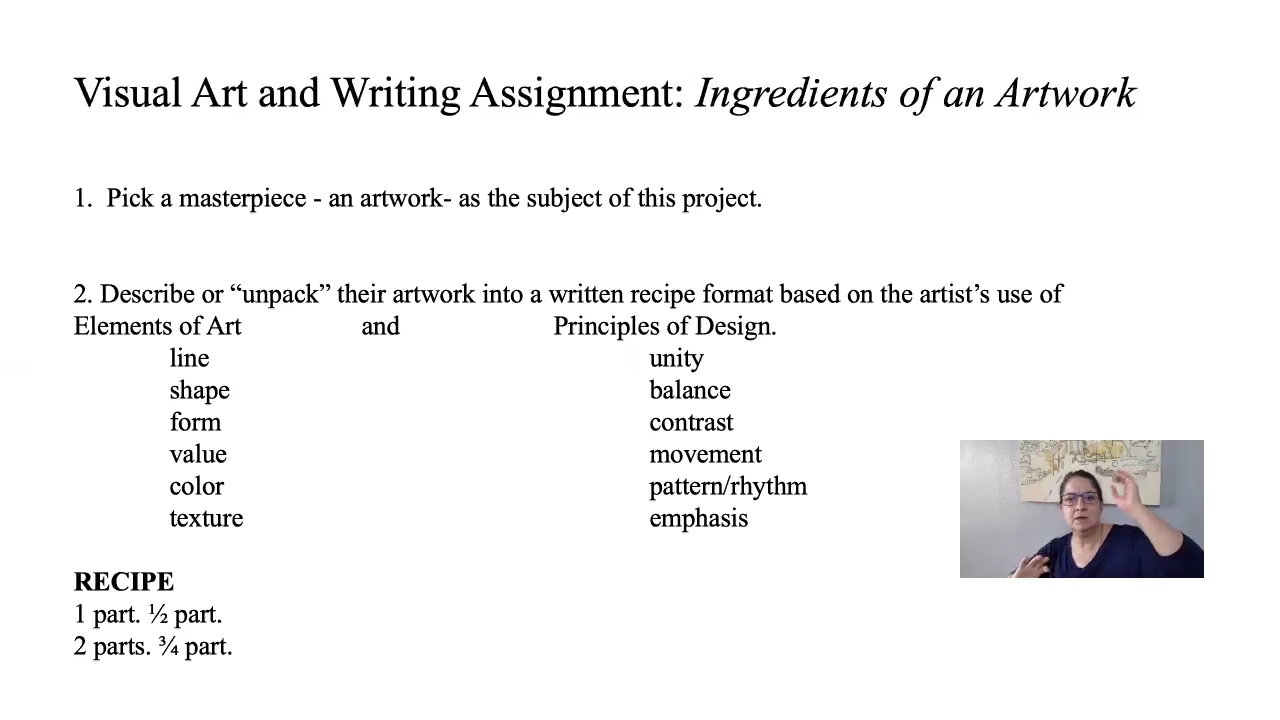 Visual Art and Writing Assignment: Ingredients of an Artwork
1. Pick a masterpiece - an artwork- as the subject of this project.
2. Describe or “unpack” their artwork into a written recipe format based on the artist’s use of
Elements of Art and Principles of Design.
line unity
shape balance
form contrast
value movement
color pattern/rhythm
texture emphasis
RECIPE
1 part. ½ part.
2 parts. ¾ part.